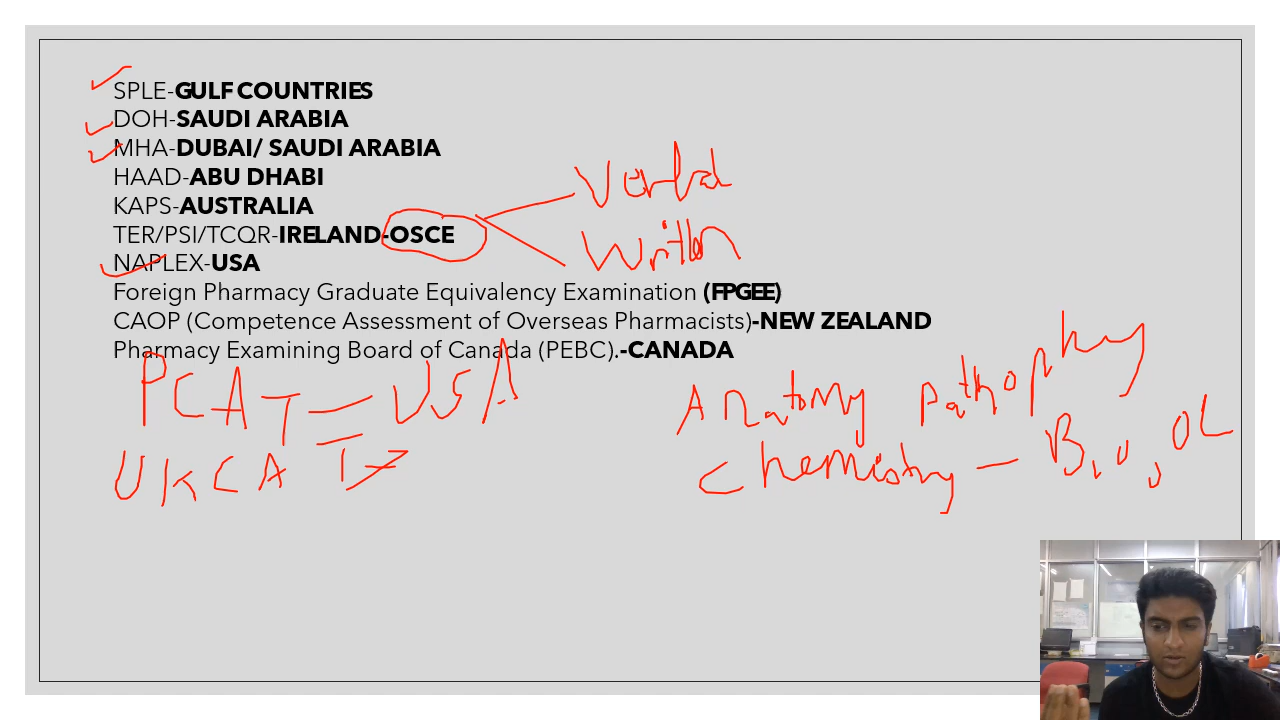 SPLE-GULF COUNTRIES
DOH-SAUDI ARABIA
MHA-DUBAI/ SAUDI ARABIA
HAAD-ABU DHABI
KAPS-AUSTRALIA
TER/PSI/TCQR-IRELAND-OSCE
Verbal
Written
NAPLEX-USA
Foreign Pharmacy Graduate Equivalency Examination (FPGEE)
CAOP (Competence Assessment of Overseas Pharmacists)-NEW ZEALAND
Pharmacy Examining Board of Canada (PEBC).-CANADA
PCAT-USA
UKCAT
Anatomy
Chemistry -